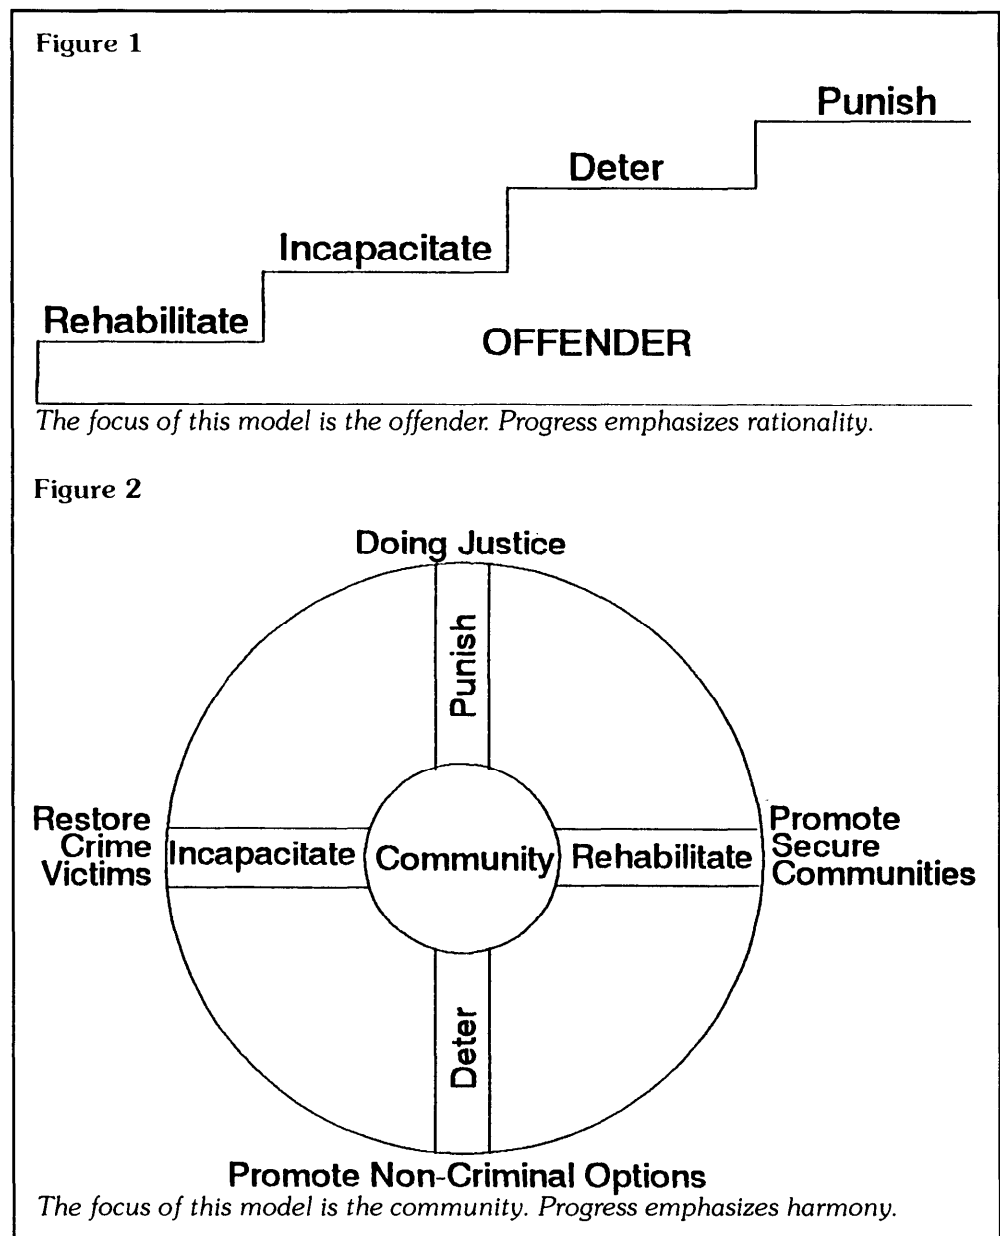 Figure 1
Punish
Deter
Incapacitate
Rehabilitate
OFFENDER
The focus of this model is the offender. Progress emphasizes rationality.
Figure 2
Doing Justice
Punish
Restore
Crime
Victims
Incapacitate
Community
Rehabilitate
Promote
Secure
Communities
Deter
Promote Non-Criminal Options
The focus of this model is the community. Progress emphasizes harmony.